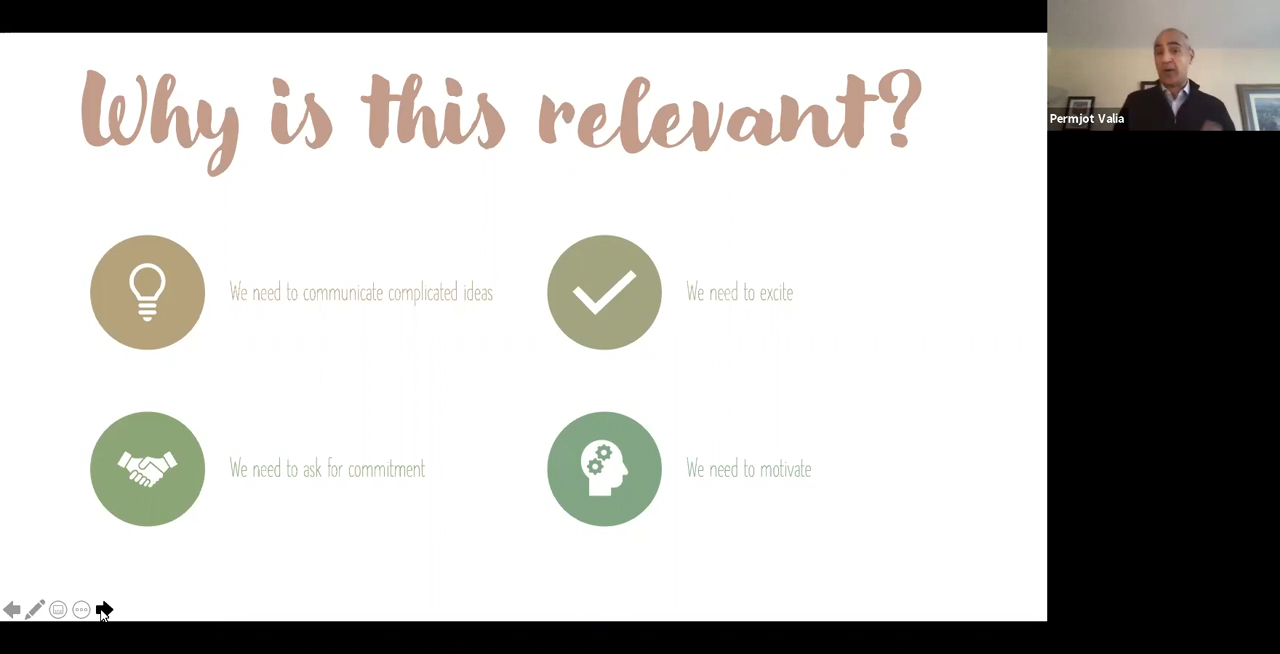 Why is this relevant?
Permjot Valia
We need to communicate complicated ideas
We need to excite
We need to ask for commitment
We need to motivate